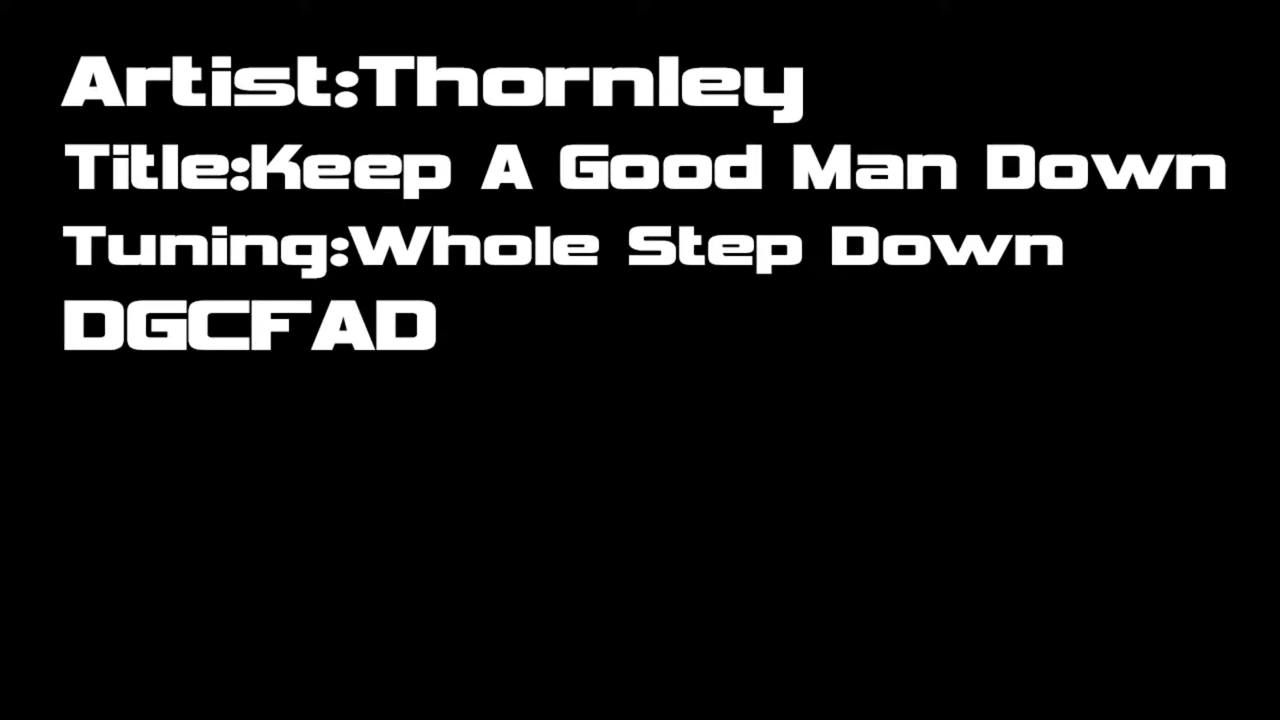 Artist:Thornley
Title:Keep A Good Man Down
Tuning:Whole Step Down
DGCFAD